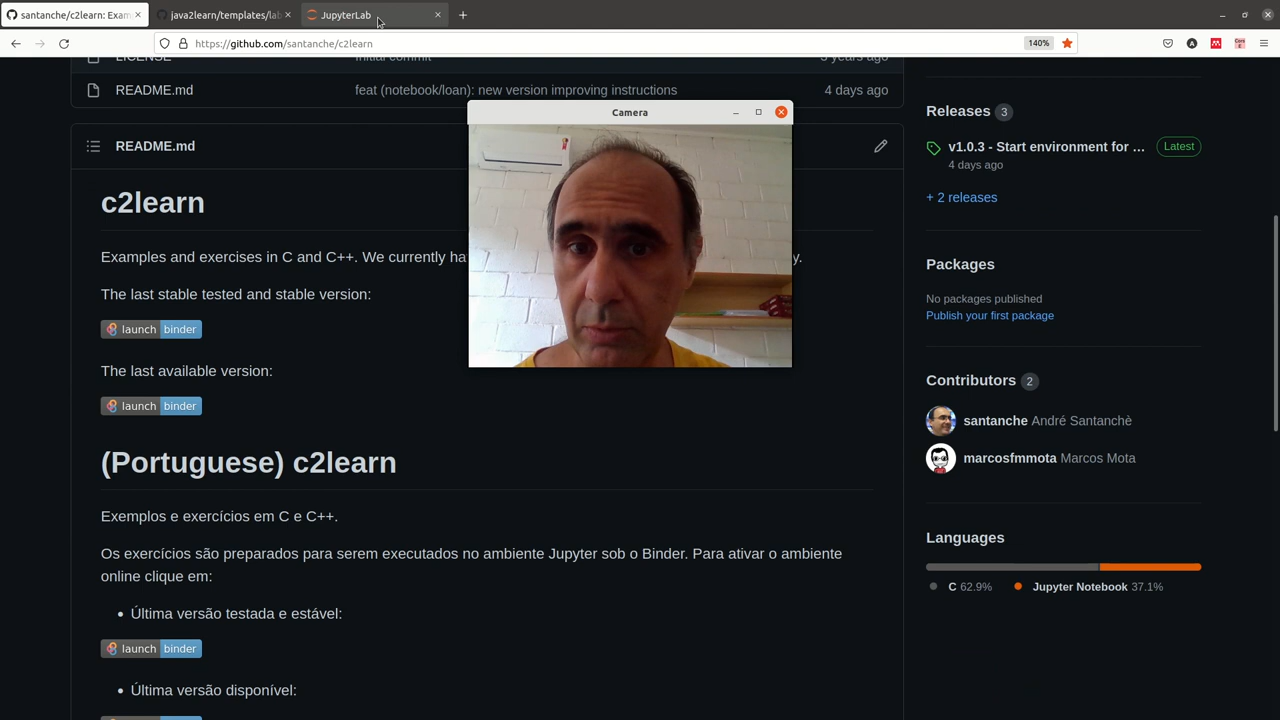 santanche/c2learn: Exam
java2learn/templates/lab
JupyterLab
https://github.com/santanche/c2learn
140%
LICENSE
initial commit
3 years ago
README.md
feat (notebook/loan): new version improving instructions
4 days ago
Camera
README.md
c2learn
Examples and exercises in C and C++. We currently ha
y.
The last stable tested and stable version:
launch binder
The last available version:
launch binder
(Portuguese) c2learn
Exemplos e exercícios em C e C++.
Os exercícios são preparados para serem executados no ambiente Jupyter sob o Binder. Para ativar o ambiente
online clique em:
• Última versão testada e estável:
launch binder
• Última versão disponível:
Releases 3
v1.0.3 - Start environment for ...
Latest
4 days ago
+ 2 releases
Packages
No packages published
Publish your first package
Contributors 2
santanche André Santanchè
marcosfmmota Marcos Mota
Languages
C 62.9%
Jupyter Notebook 37.1%